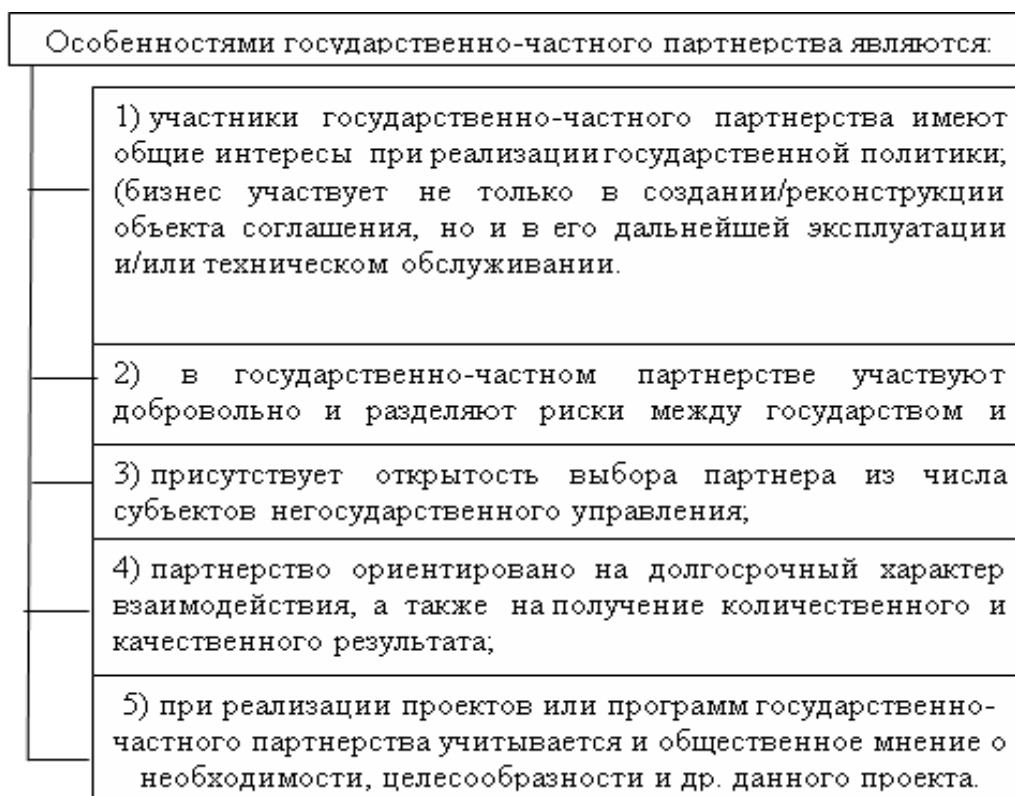 Особенностями государственно-частного партнерства являются:
1) участники государственно-частного партнерства имеют
общие интересы при реализации государственной политики;
(бизнес участвует не только в создании/реконструкции
объекта соглашения, но и в его дальнейшей эксплуатации
и/или техническом обслуживании.
2) в государственно-частном партнерстве участвуют
добровольно и разделяют риски между государством и
3) присутствует открытость выбора партнера из числа
субъектов негосударственного управления;
4) партнерство ориентировано на долгосрочный характер
взаимодействия, а также на получение количественного и
качественного результата;
5) при реализации проектов или программ государственно-
частного партнерства учитывается и общественное мнение о
необходимости, целесообразности и др. данного проекта.